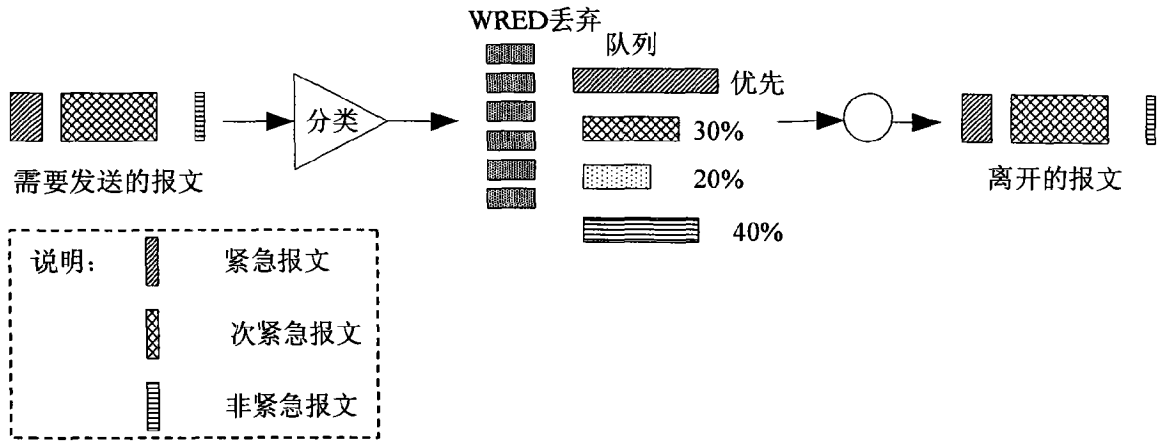 WRED丢弃
队列
优先
分类
30%
20%
40%
需要发送的报文
离开的报文
说明：
紧急报文
次紧急报文
非紧急报文